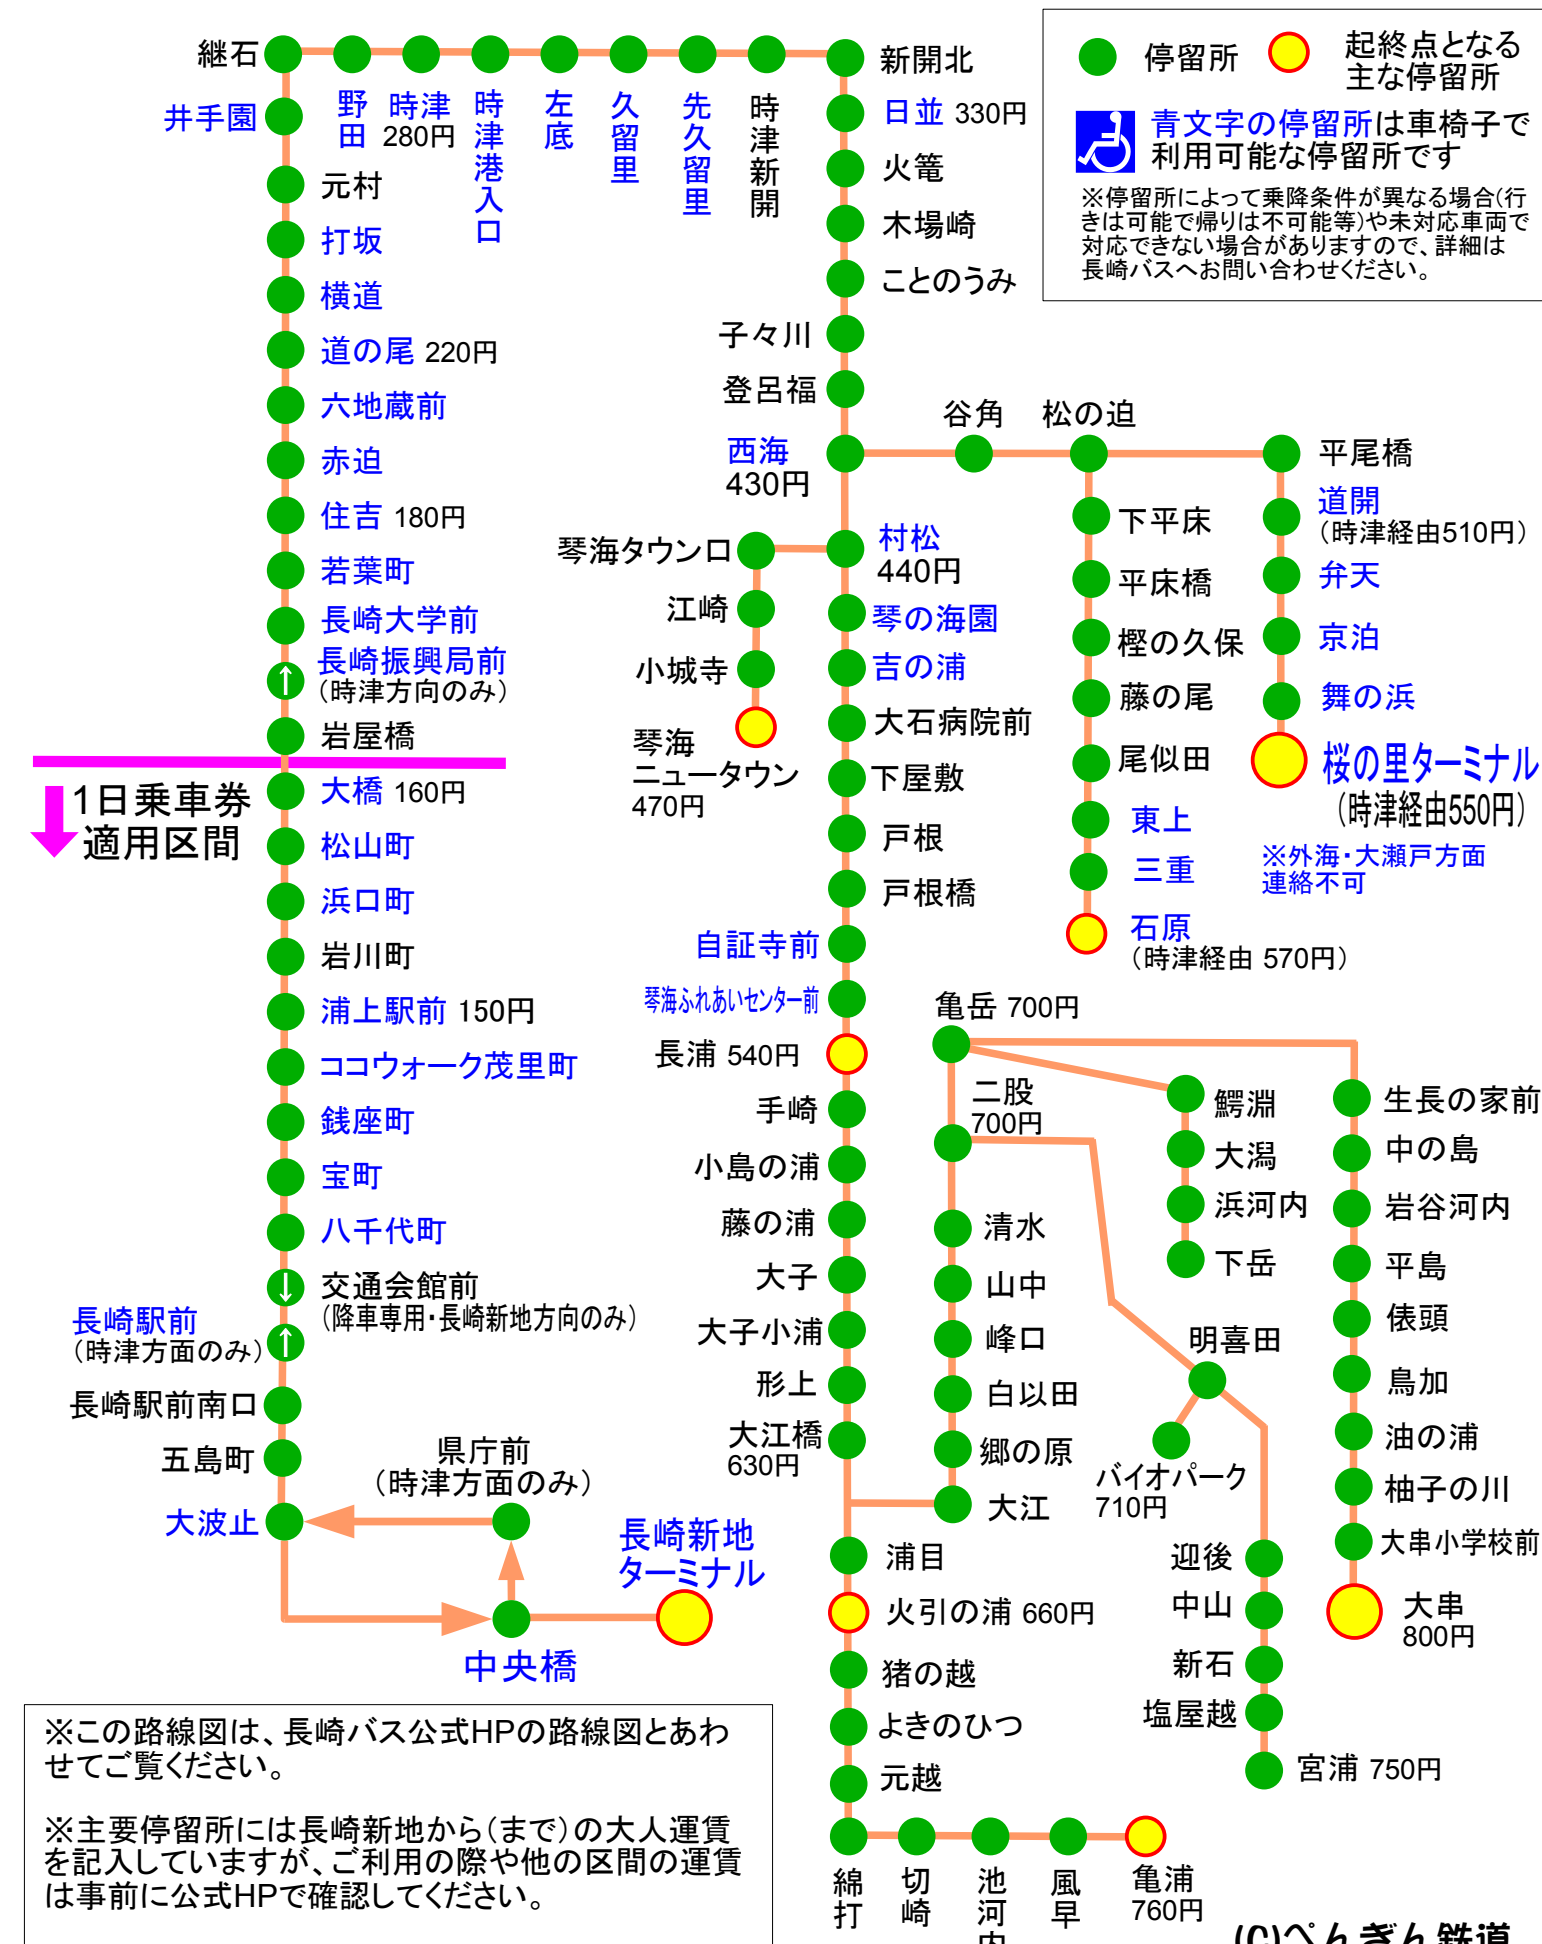 停留所
起終点となる
主な停留所
青文字の停留所は車椅子で
利用可能な停留所です
※停留所によって乗降条件が異なる場合(行
きは可能で帰りは不可能等)や未対応車両で
対応できない場合がありますので、詳細は
長崎バスへお問い合わせください。
継石
野田
時津
280円
時津港入口
左底
久留里
先久留里
時津新開
新開北
井手園
元村
打坂
横道
道の尾 220円
六地蔵前
赤迫
住吉 180円
若葉町
長崎大学前
長崎振興局前
(時津方向のみ)
岩屋橋
1日乗車券
適用区間
大橋 160円
松山町
浜口町
岩川町
浦上駅前 150円
ココウォーク茂里町
銭座町
宝町
八千代町
交通会館前
(降車専用・長崎新地方向のみ)
長崎駅前
(時津方面のみ)
長崎駅前南口
五島町
大波止
県庁前
(時津方面のみ)
中央橋
長崎新地
ターミナル
日並 330円
火篭
木場崎
ことのうみ
子々川
登呂福
西海
430円
谷角
松の迫
平尾橋
道開
(時津経由510円)
弁天
京泊
舞の浜
桜の里ターミナル
(時津経由550円)
※外海・大瀬戸方面
連絡不可
下平床
平床橋
樫の久保
藤の尾
尾似田
東上
三重
石原
(時津経由 570円)
村松
440円
琴海タウン口
江崎
小城寺
琴海
ニュータウン
470円
琴の海園
吉の浦
大石病院前
下屋敷
戸根
戸根橋
自証寺前
琴海ふれあいセンター前
長浦 540円
手崎
小島の浦
藤の浦
大子
大子小浦
形上
大江橋
630円
亀岳 700円
二股
700円
清水
山中
峰口
白以田
郷の原
大江
鰐淵
大潟
浜河内
下岳
生長の家前
中の島
岩谷河内
平島
俵頭
鳥加
油の浦
柚子の川
大串小学校前
大串
800円
明喜田
バイオパーク
710円
迎後
中山
新石
塩屋越
宮浦 750円
浦目
火引の浦 660円
猪の越
よきのひつ
元越
綿打
切崎
池河内
風早
亀浦
760円
※この路線図は、長崎バス公式HPの路線図とあわ
せてご覧ください。
※主要停留所には長崎新地から(まで)の大人運賃
を記入していますが、ご利用の際や他の区間の運賃
は事前に公式HPで確認してください。
(C)ぺんぎん鉄道